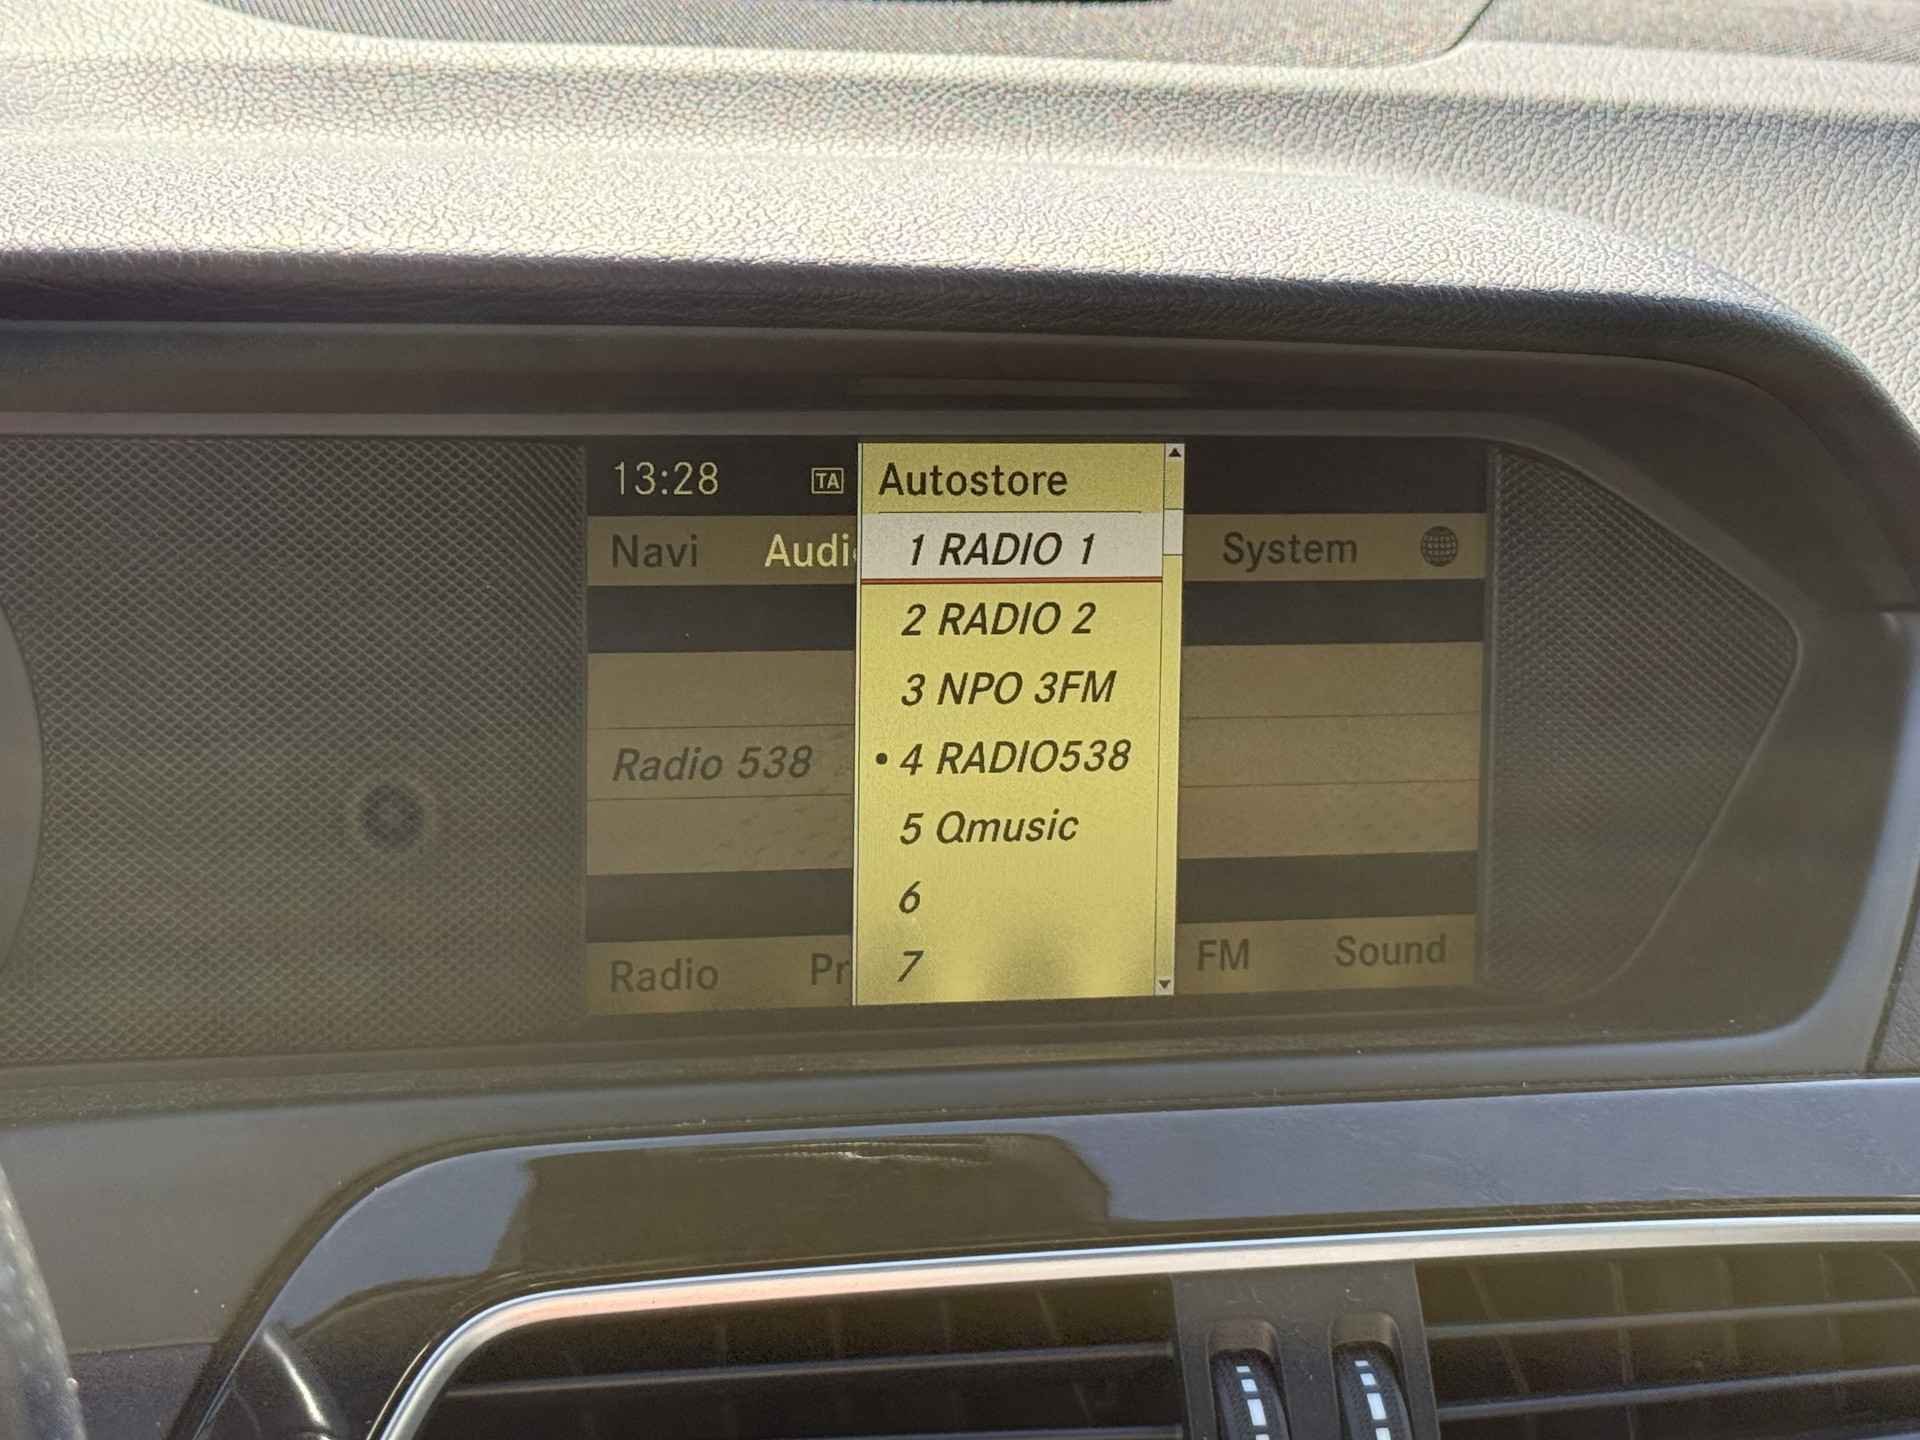 13:28 TA
Navi Audi System
Radio 538
Radio Pr FM Sound
Autostore
1 RADIO 1
2 RADIO 2
3 NPO 3FM
• 4 RADIO538
5 Qmusic
6
7